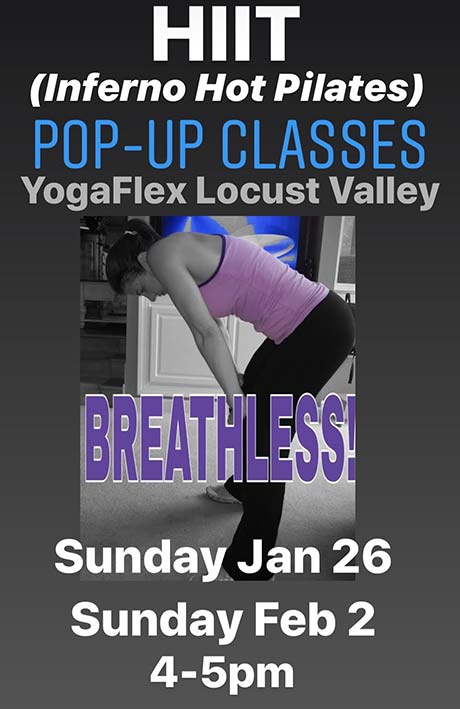 HIIT
(Inferno Hot Pilates)
POP-UP CLASSES
YogaFlex Locust Valley
BREATHLESS!
Sunday Jan 26
Sunday Feb 2
4-5pm